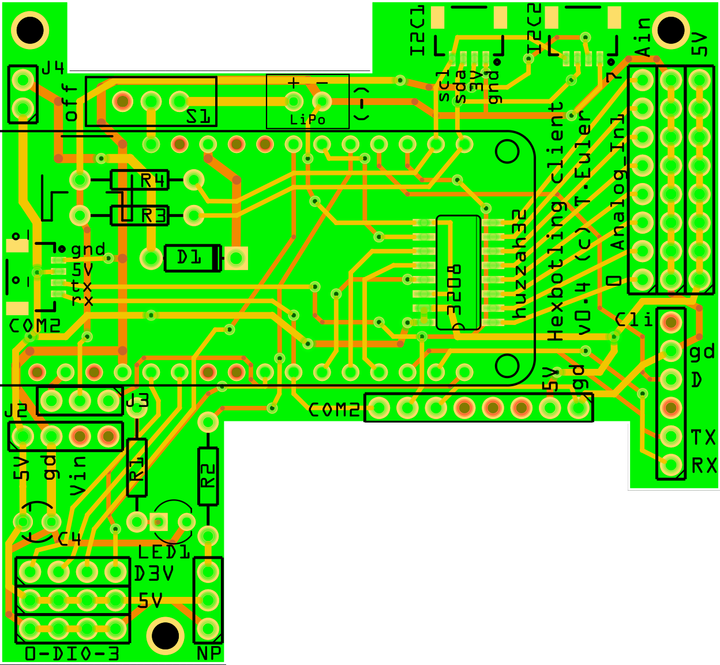 I2C1
I2C2
Ain
5V
J4
off
S1
+ -
LiPo
(-)
scl
sda
3V
gnd
7
Analog_In1
0
R4
R3
D1
3208
huzzah32
Hexbotling client
v0.4 (c) T.Euler
gnd
5V
tx
rx
COM2
Cli
gd
D
TX
RX
5V
gd
COM2
J3
J2
5V
gd
Vin
R1
R2
C4
LED1
D3V
5V
0-DIO-3
NP